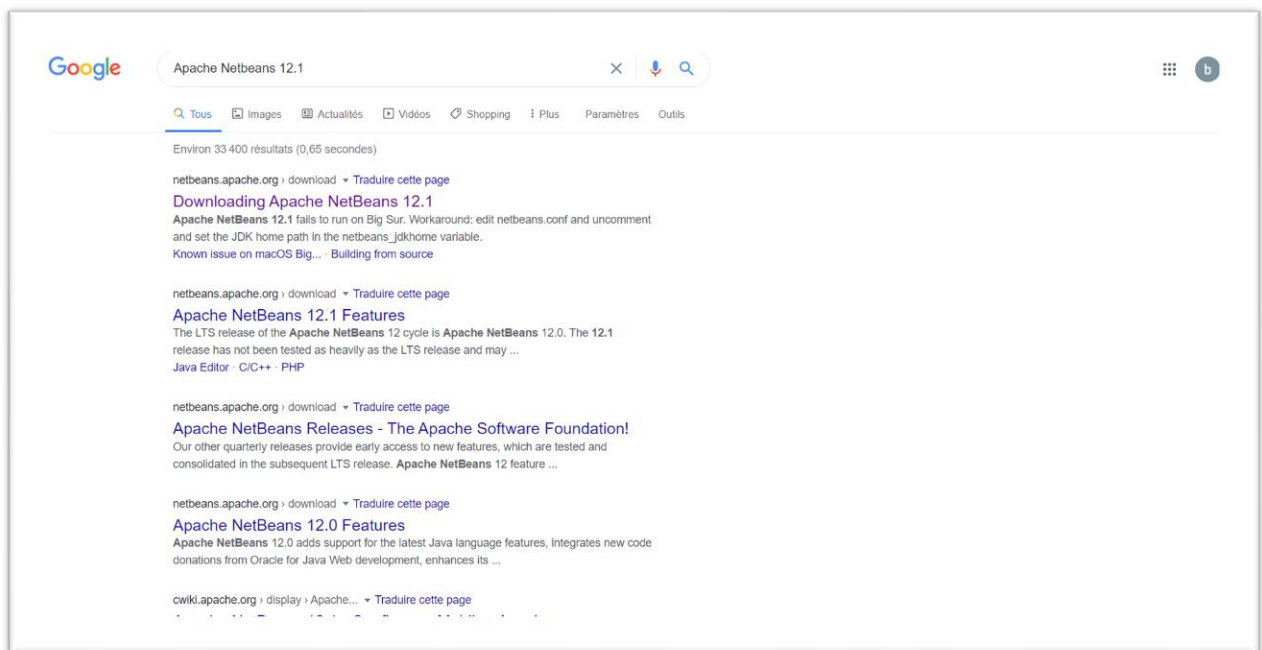 Google
Apache Netbeans 12.1
b
Tous Images Actualités Vidéos Shopping Plus Paramètres Outils
Environ 33 400 résultats (0,65 secondes)
netbeans.apache.org › download Traduire cette page
Downloading Apache NetBeans 12.1
Apache NetBeans 12.1 fails to run on Big Sur. Workaround: edit netbeans.conf and uncomment
and set the JDK home path in the netbeans_jdkhome variable.
Known issue on macOS Big... · Building from source
netbeans.apache.org › download Traduire cette page
Apache NetBeans 12.1 Features
The LTS release of the Apache NetBeans 12 cycle is Apache NetBeans 12.0. The 12.1
release has not been tested as heavily as the LTS release and may ...
Java Editor · C/C++ · PHP
netbeans.apache.org › download Traduire cette page
Apache NetBeans Releases - The Apache Software Foundation!
Our other quarterly releases provide early access to new features, which are tested and
consolidated in the subsequent LTS release. Apache NetBeans 12 feature ...
netbeans.apache.org › download Traduire cette page
Apache NetBeans 12.0 Features
Apache NetBeans 12.0 adds support for the latest Java language features, integrates new code
donations from Oracle for Java Web development, enhances its ...
cwiki.apache.org › display › Apache... Traduire cette page